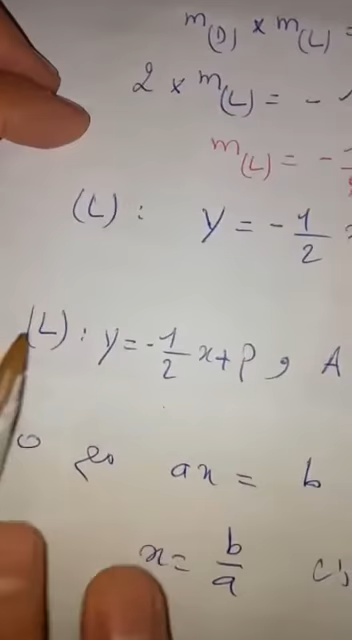 m(D) × m(L) =
2 × m(L) = -
m(L) = -
(L) : y = -1/2
(L) : y = -1/2 x + P , A
ax = b
x = b/a